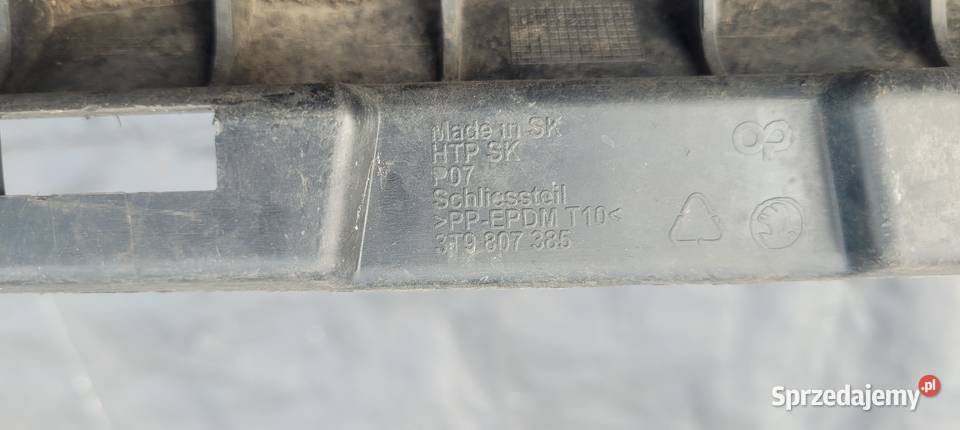 Made in SK
HTP SK
P07
Schliessteil
>PP-EPDM T10<
3T9 807 385
Sprzedajemy.pl